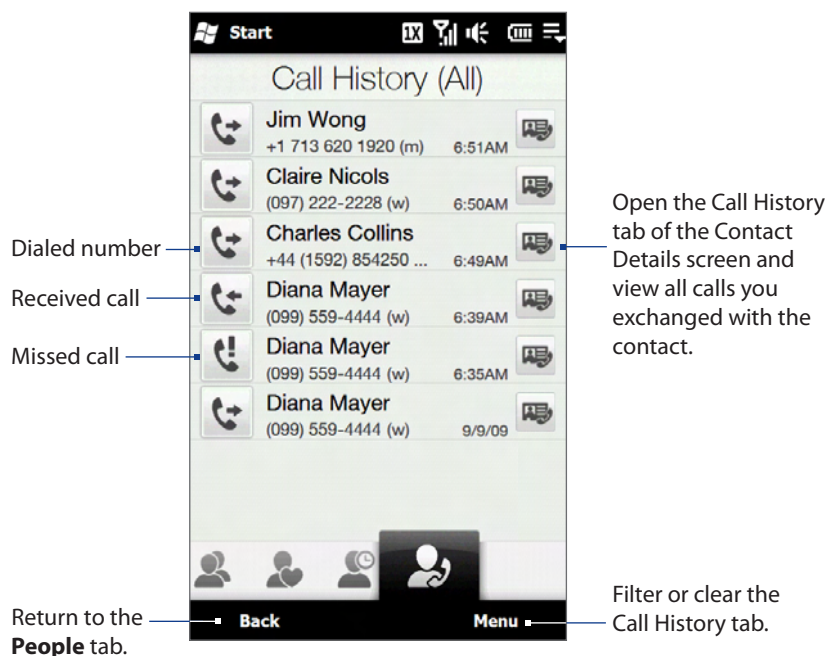 Start 1X
Call History (All)
Jim Wong
+1 713 620 1920 (m) 6:51AM
Claire Nicols
(097) 222-2228 (w) 6:50AM
Charles Collins
+44 (1592) 854250 ... 6:49AM
Diana Mayer
(099) 559-4444 (w) 6:39AM
Diana Mayer
(099) 559-4444 (w) 6:35AM
Diana Mayer
(099) 559-4444 (w) 9/9/09
Back Menu
Dialed number
Received call
Missed call
Return to the
People tab.
Open the Call History
tab of the Contact
Details screen and
view all calls you
exchanged with the
contact.
Filter or clear the
Call History tab.